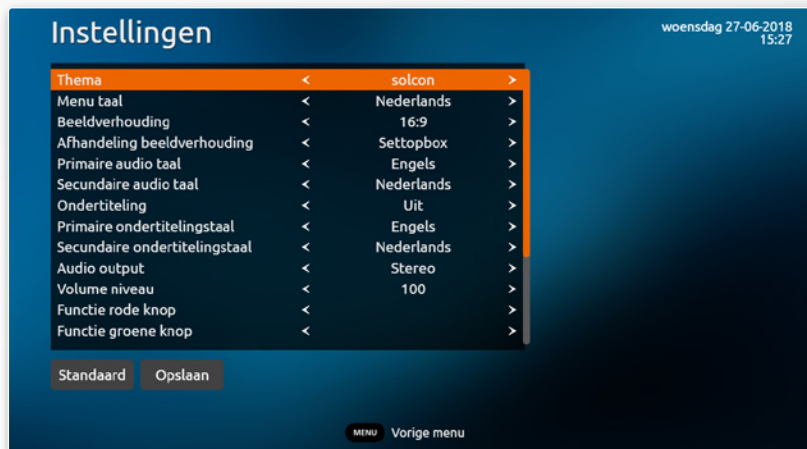 Instellingen
woensdag 27-06-2018
15:27
Thema < solcon >
Menu taal < Nederlands >
Beeldverhouding < 16:9 >
Afhandeling beeldverhouding < Settopbox >
Primaire audio taal < Engels >
Secundaire audio taal < Nederlands >
Ondertiteling < Uit >
Primaire ondertitelingstaal < Engels >
Secundaire ondertitelingstaal < Nederlands >
Audio output < Stereo >
Volume niveau < 100 >
Functie rode knop < >
Functie groene knop < >
Standaard Opslaan
MENU Vorige menu